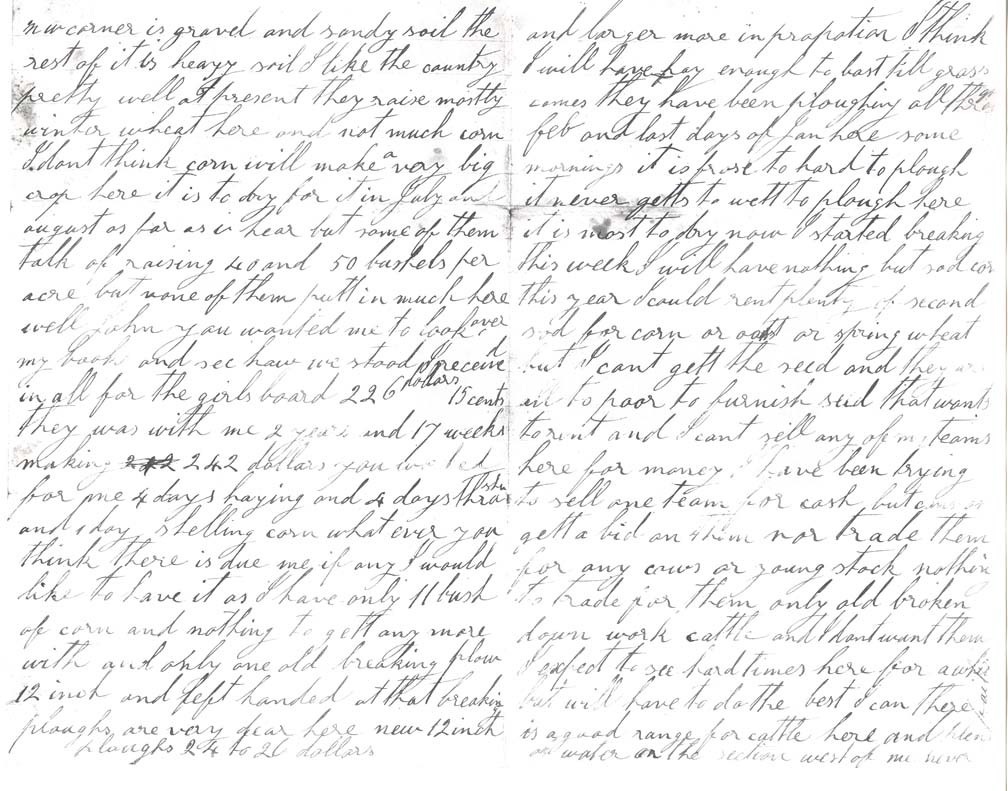 nw corner is gravel and sandy soil the
rest of it is heavy soil I like the country
pretty well at present they raise mostly
winter wheat here and not much corn
I dont think corn will make a very big
crop here it is to dry for it in July and
august as far as i hear but some of them
talk of raising 40 and 50 bushels per
acre but none of them putt in much here
well John you wanted me to look over
my book and see how we stood I received
in all for the girls board 226 dollars 15 cents
they was with me 2 years and 17 weeks
making 242 dollars you worked
for me 4 days haying and 4 days
and 1 day shelling corn what ever you
think there is due me if any I would
like to have it as I have only 11 bush
of corn and nothing to gett any more
with and only one old breaking plow
12 inch and left handed at that breaking
ploughs are very dear here new 12 inch
ploughs 24 to 26 dollars
and larger more in propotion I think
I will have hay enough to last till grass
comes they have been ploughing all
feb and last days of Jan here some
mornings it is frose to hard to plough
it never getts to wett to plough here
it is most to dry now I started breaking
this week I will have nothing but sod corn
this year I could rent plenty of second
sod for corn or oats or spring wheat
but I cant gett the seed and they are
all to poor to furnish seed that wants
to rent and I cant sell any of my teams
here for money I have been trying
to sell one team for cash but
gett a bid on them nor trade them
for any cows or young stock nothing
to trade for them only old broken
down work cattle and I dont want them
I expect to see hard times here for a while
but will have to do the best I can there
is a good range for cattle here and
water on the section west of me never